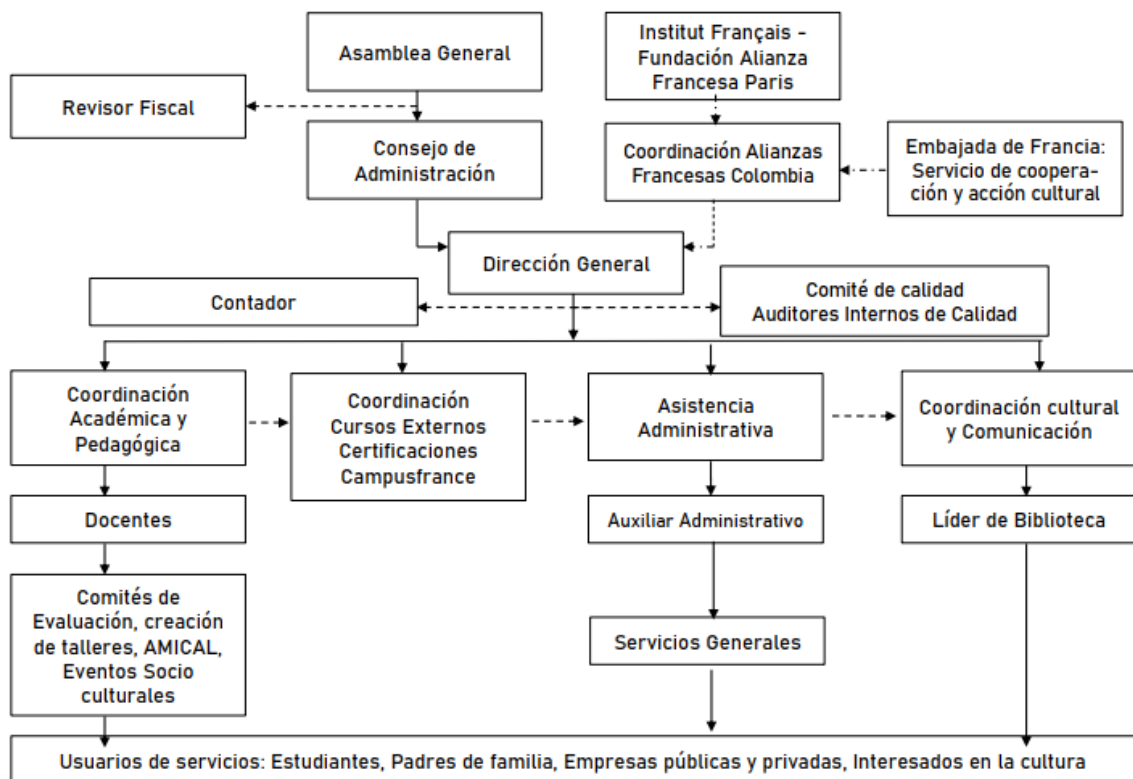 Asamblea General
Institut Français -
Fundación Alianza
Francesa Paris
Revisor Fiscal
Consejo de
Administración
Coordinación Alianzas
Francesas Colombia
Embajada de Francia:
Servicio de coopera-
ción y acción cultural
Dirección General
Contador
Comité de calidad
Auditores Internos de Calidad
Coordinación
Académica y
Pedagógica
Coordinación
Cursos Externos
Certificaciones
Campusfrance
Asistencia
Administrativa
Coordinación cultural
y Comunicación
Docentes
Auxiliar Administrativo
Líder de Biblioteca
Comités de
Evaluación, creación
de talleres, AMICAL,
Eventos Socio
culturales
Servicios Generales
Usuarios de servicios: Estudiantes, Padres de familia, Empresas públicas y privadas, Interesados en la cultura